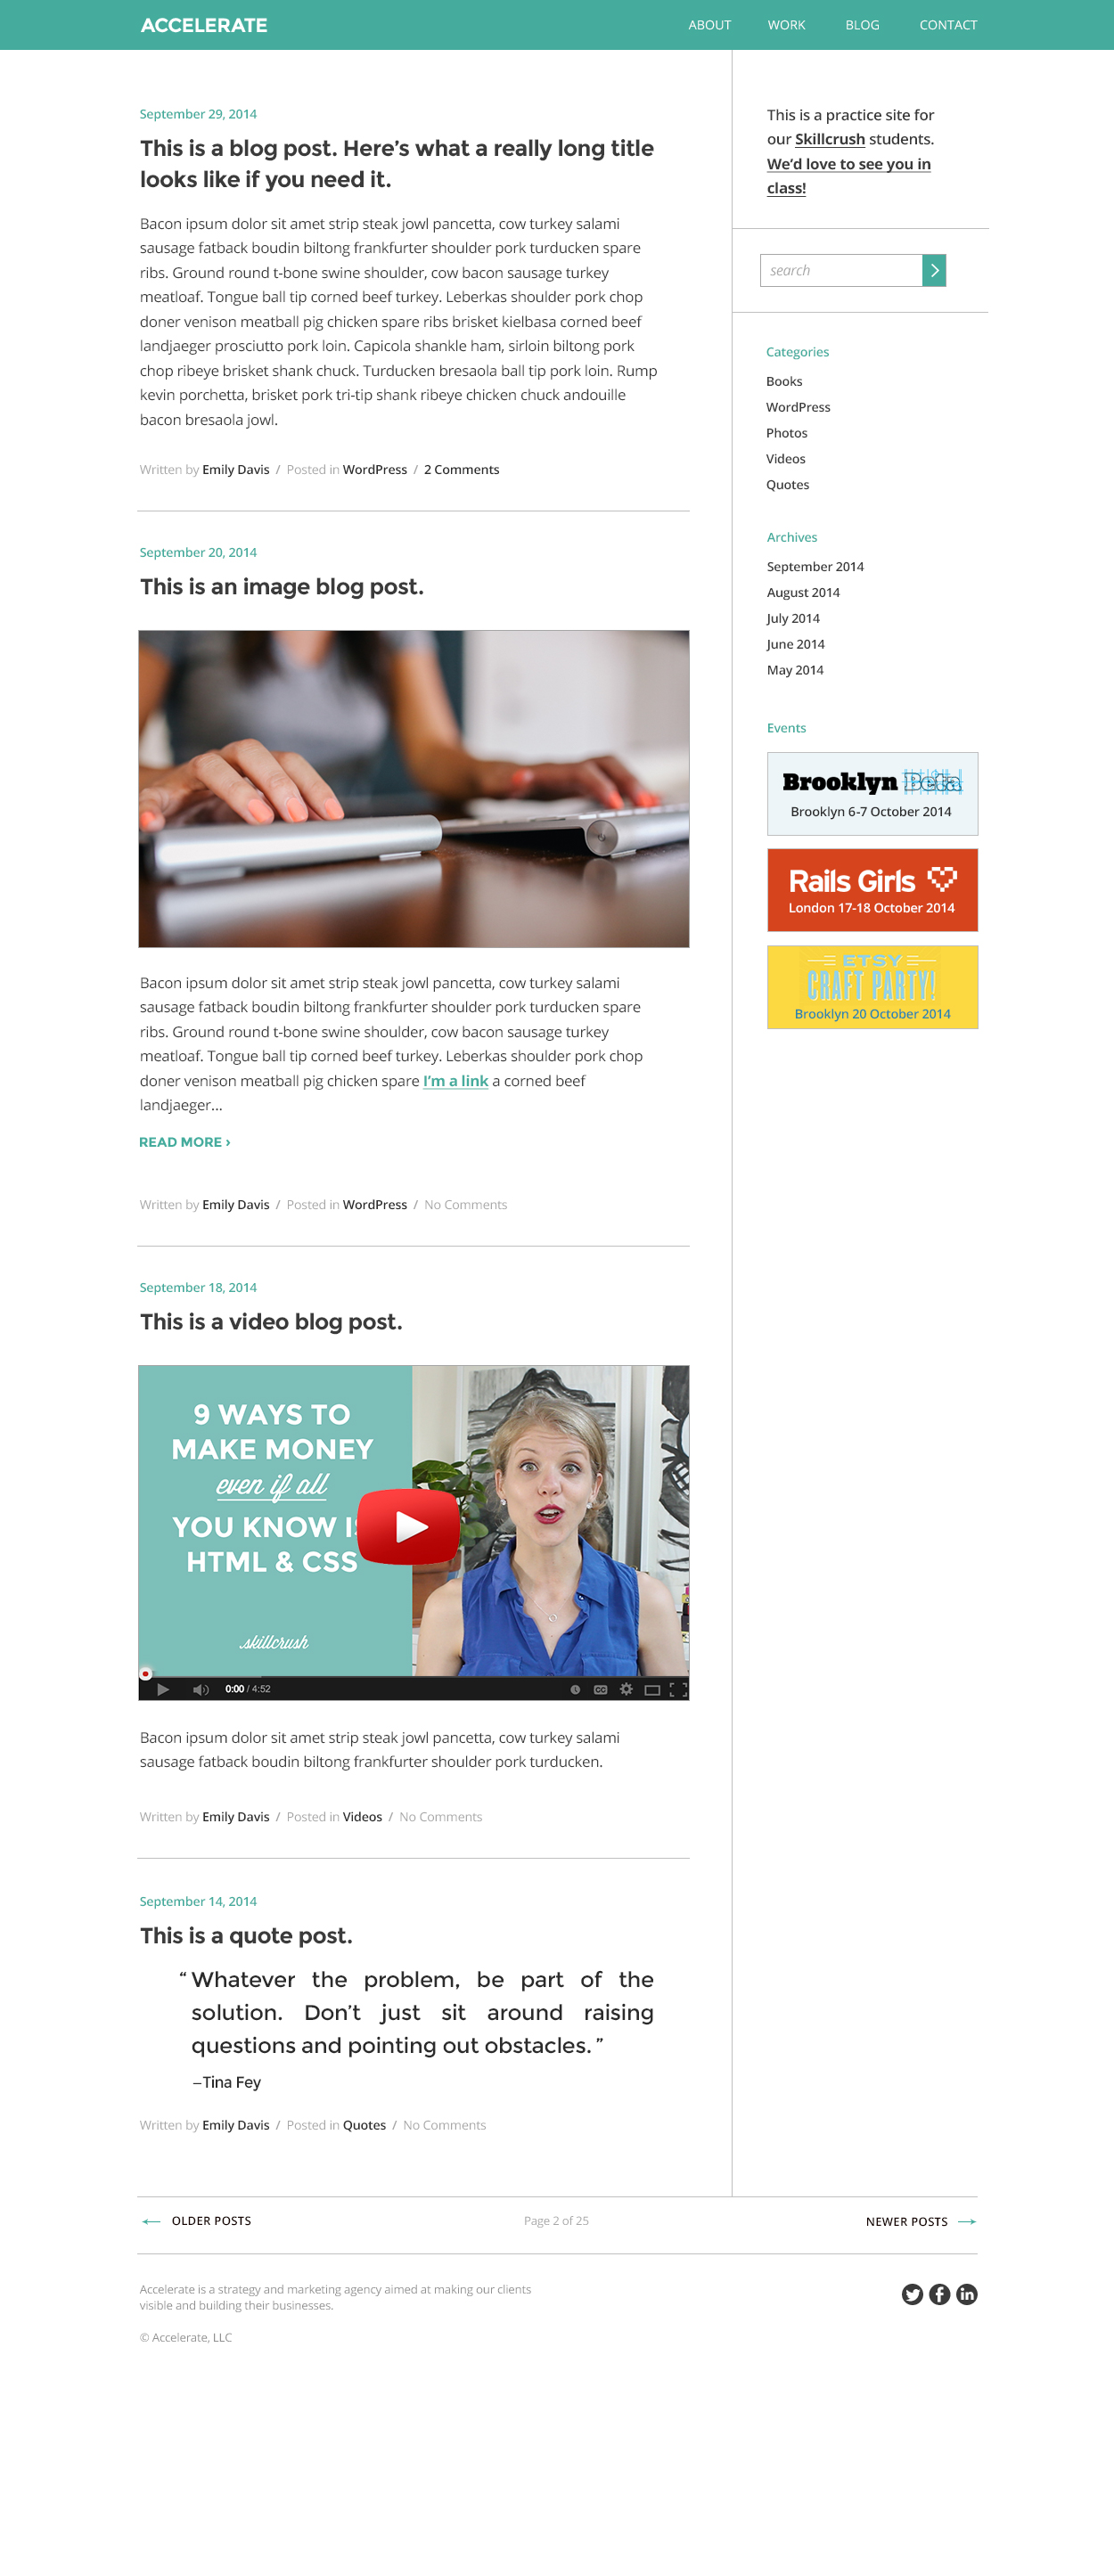 ACCELERATE
ABOUT WORK BLOG CONTACT
September 29, 2014
This is a blog post. Here’s what a really long title
looks like if you need it.
Bacon ipsum dolor sit amet strip steak jowl pancetta, cow turkey salami
sausage fatback boudin biltong frankfurter shoulder pork turducken spare
ribs. Ground round t-bone swine shoulder, cow bacon sausage turkey
meatloaf. Tongue ball tip corned beef turkey. Leberkas shoulder pork chop
doner venison meatball pig chicken spare ribs brisket kielbasa corned beef
landjaeger prosciutto pork loin. Capicola shankle ham, sirloin biltong pork
chop ribeye brisket shank chuck. Turducken bresaola ball tip pork loin. Rump
kevin porchetta, brisket pork tri-tip shank ribeye chicken chuck andouille
bacon bresaola jowl.
Written by Emily Davis / Posted in WordPress / 2 Comments
September 20, 2014
This is an image blog post.
Bacon ipsum dolor sit amet strip steak jowl pancetta, cow turkey salami
sausage fatback boudin biltong frankfurter shoulder pork turducken spare
ribs. Ground round t-bone swine shoulder, cow bacon sausage turkey
meatloaf. Tongue ball tip corned beef turkey. Leberkas shoulder pork chop
doner venison meatball pig chicken spare I’m a link a corned beef
landjaeger...
READ MORE ›
Written by Emily Davis / Posted in WordPress / No Comments
September 18, 2014
This is a video blog post.
9 WAYS TO
MAKE MONEY
even if all
YOU KNOW IS
HTML & CSS
skillcrush
0:00 / 4:52
CC
Bacon ipsum dolor sit amet strip steak jowl pancetta, cow turkey salami
sausage fatback boudin biltong frankfurter shoulder pork turducken.
Written by Emily Davis / Posted in Videos / No Comments
September 14, 2014
This is a quote post.
“ Whatever the problem, be part of the
solution. Don’t just sit around raising
questions and pointing out obstacles. ”
–Tina Fey
Written by Emily Davis / Posted in Quotes / No Comments
This is a practice site for
our Skillcrush students.
We’d love to see you in
class!
search
Categories
Books
WordPress
Photos
Videos
Quotes
Archives
September 2014
August 2014
July 2014
June 2014
May 2014
Events
Brooklyn Beta
Brooklyn 6-7 October 2014
Rails Girls
London 17-18 October 2014
ETSY
CRAFT PARTY!
Brooklyn 20 October 2014
OLDER POSTS
Page 2 of 25
NEWER POSTS
Accelerate is a strategy and marketing agency aimed at making our clients
visible and building their businesses.
© Accelerate, LLC